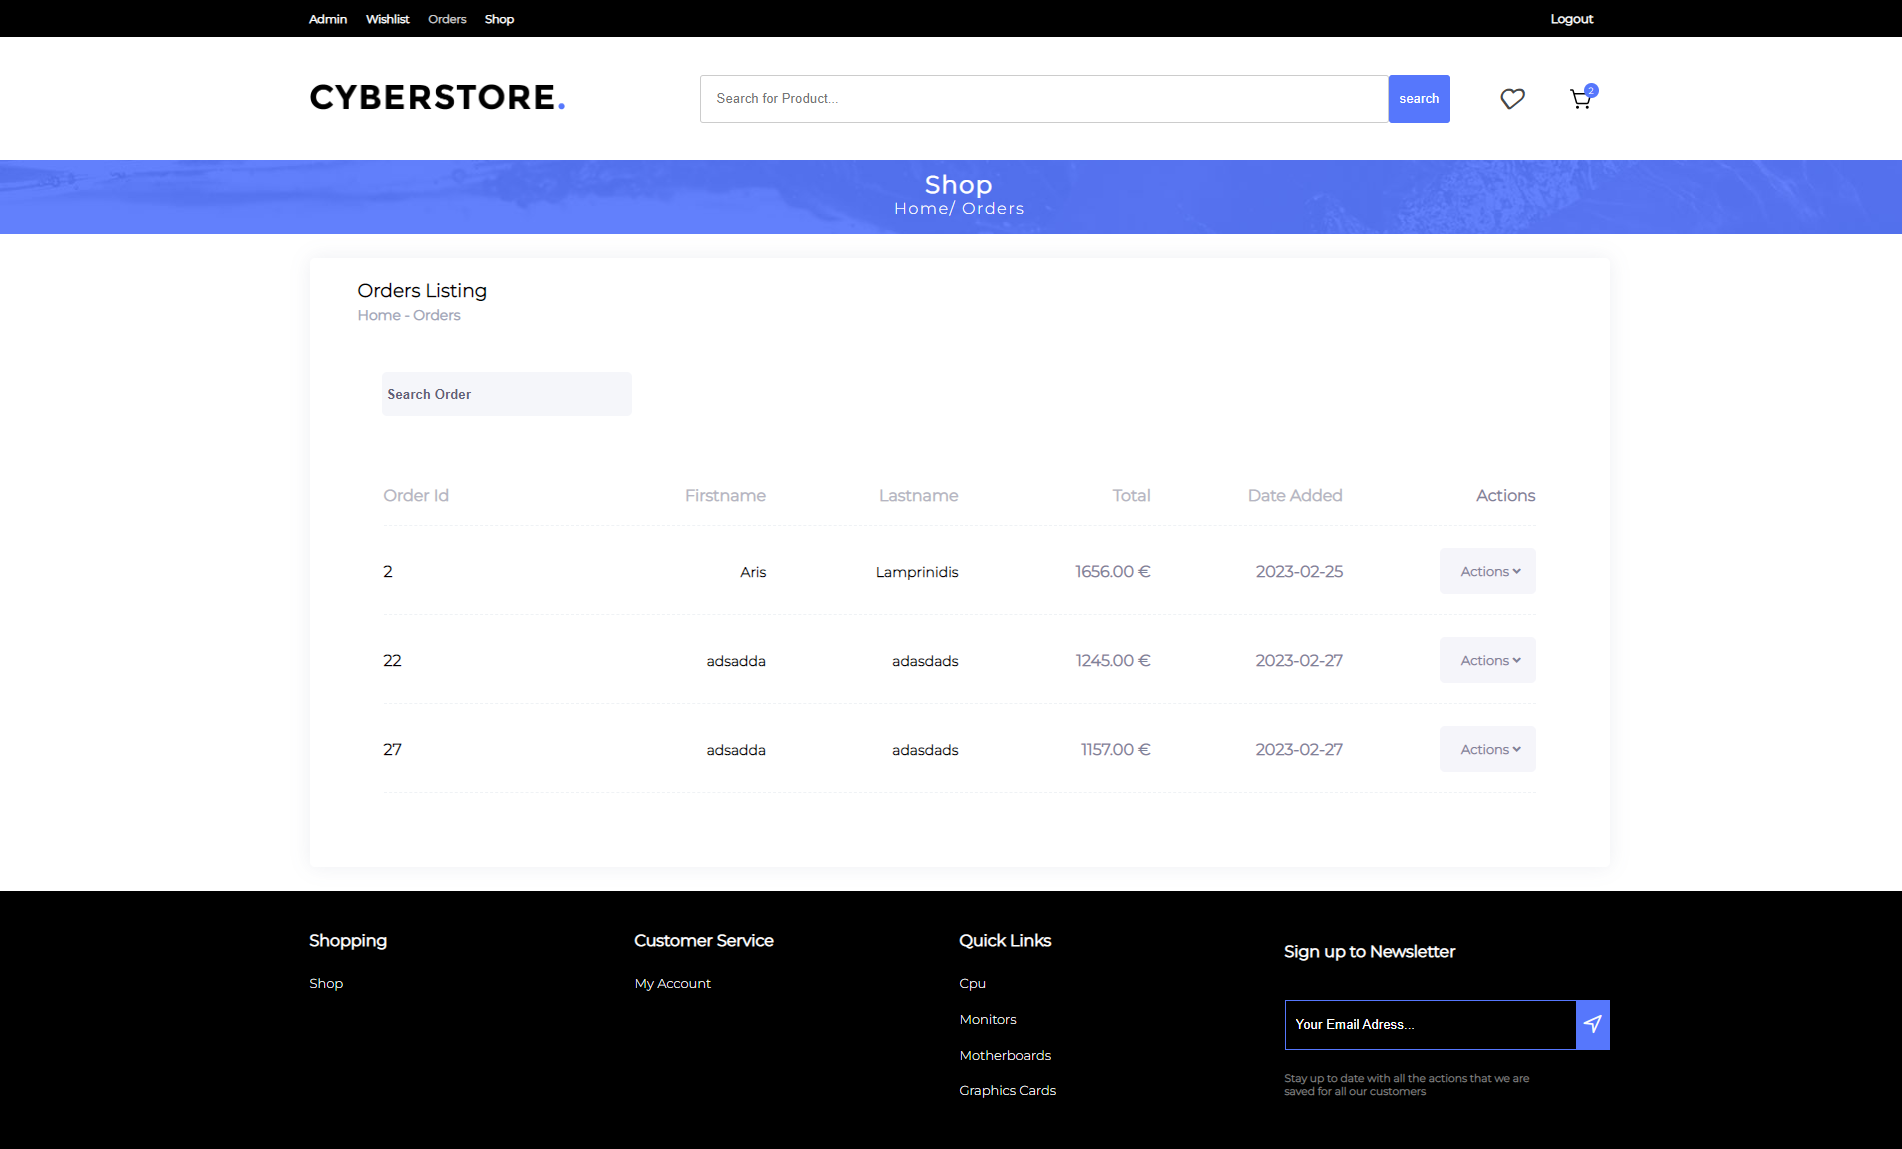 Admin Wishlist Orders Shop Logout
CYBERSTORE.
Search for Product...
search
2
Shop
Home/ Orders
Orders Listing
Home - Orders
Search Order
Order Id Firstname Lastname Total Date Added Actions
2 Aris Lamprinidis 1656.00 € 2023-02-25 Actions
22 adsadda adasdads 1245.00 € 2023-02-27 Actions
27 adsadda adasdads 1157.00 € 2023-02-27 Actions
Shopping
Shop
Customer Service
My Account
Quick Links
Cpu
Monitors
Motherboards
Graphics Cards
Sign up to Newsletter
Your Email Adress...
Stay up to date with all the actions that we are
saved for all our customers